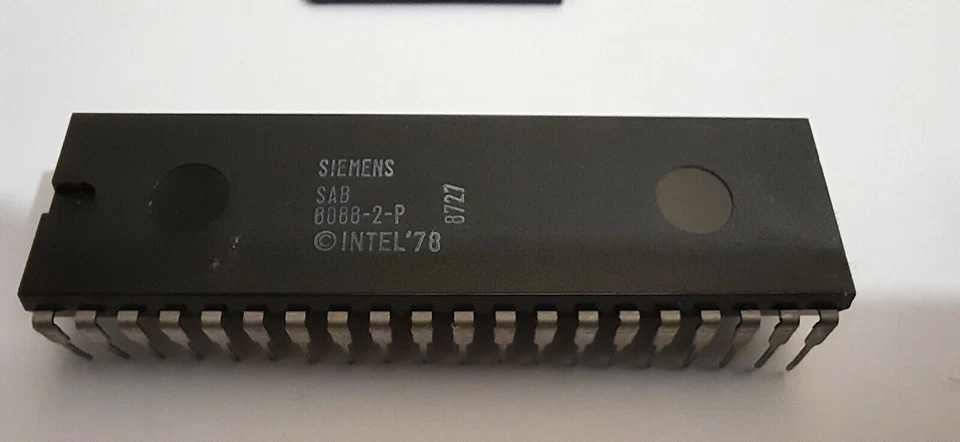 SIEMENS
SAB
8088-2-P
© INTEL'78
8727